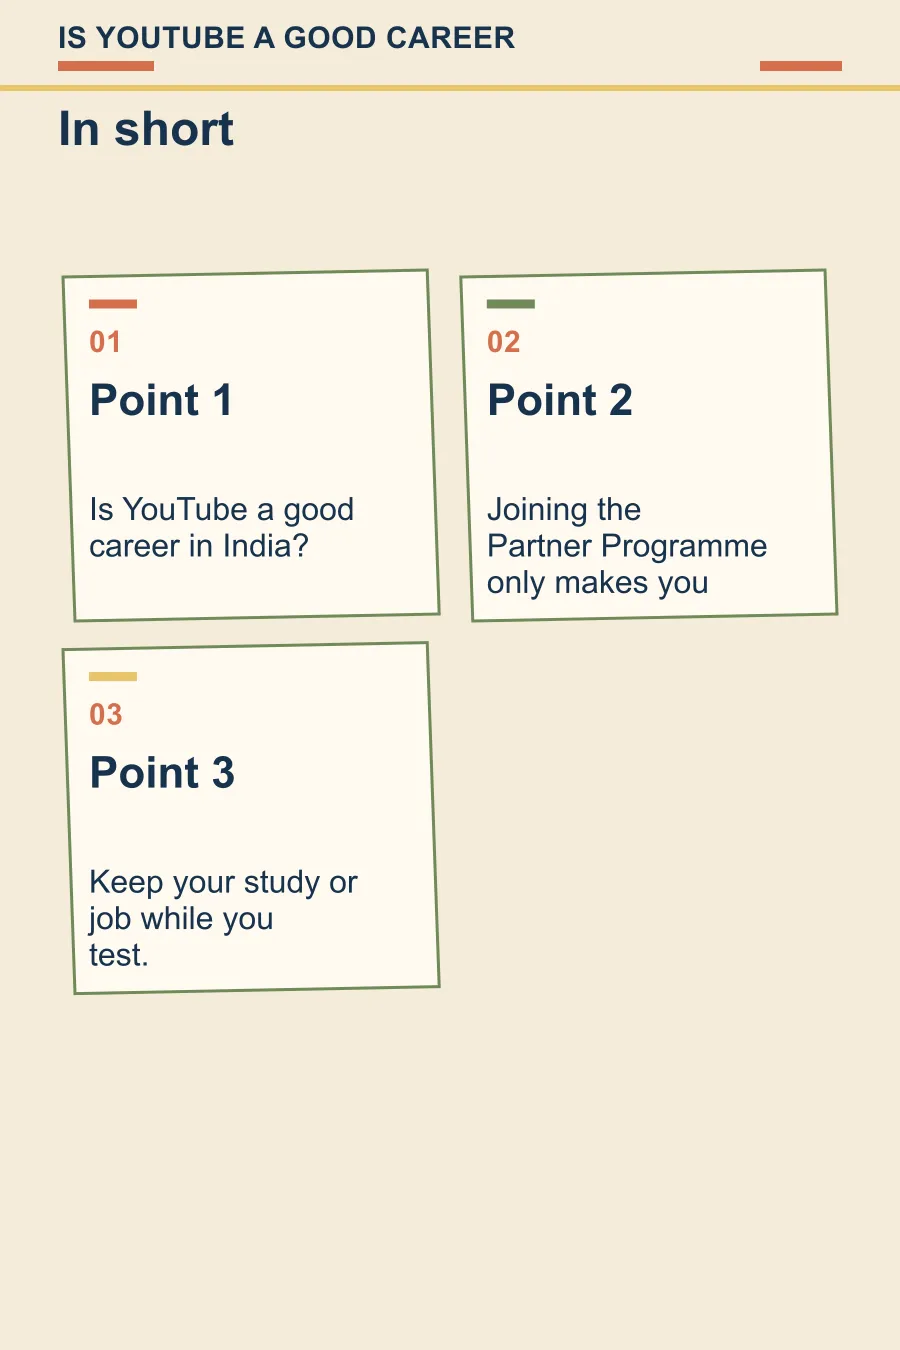 IS YOUTUBE A GOOD CAREER
In short
01
Point 1
Is YouTube a good
career in India?
02
Point 2
Joining the
Partner Programme
only makes you
03
Point 3
Keep your study or
job while you
test.